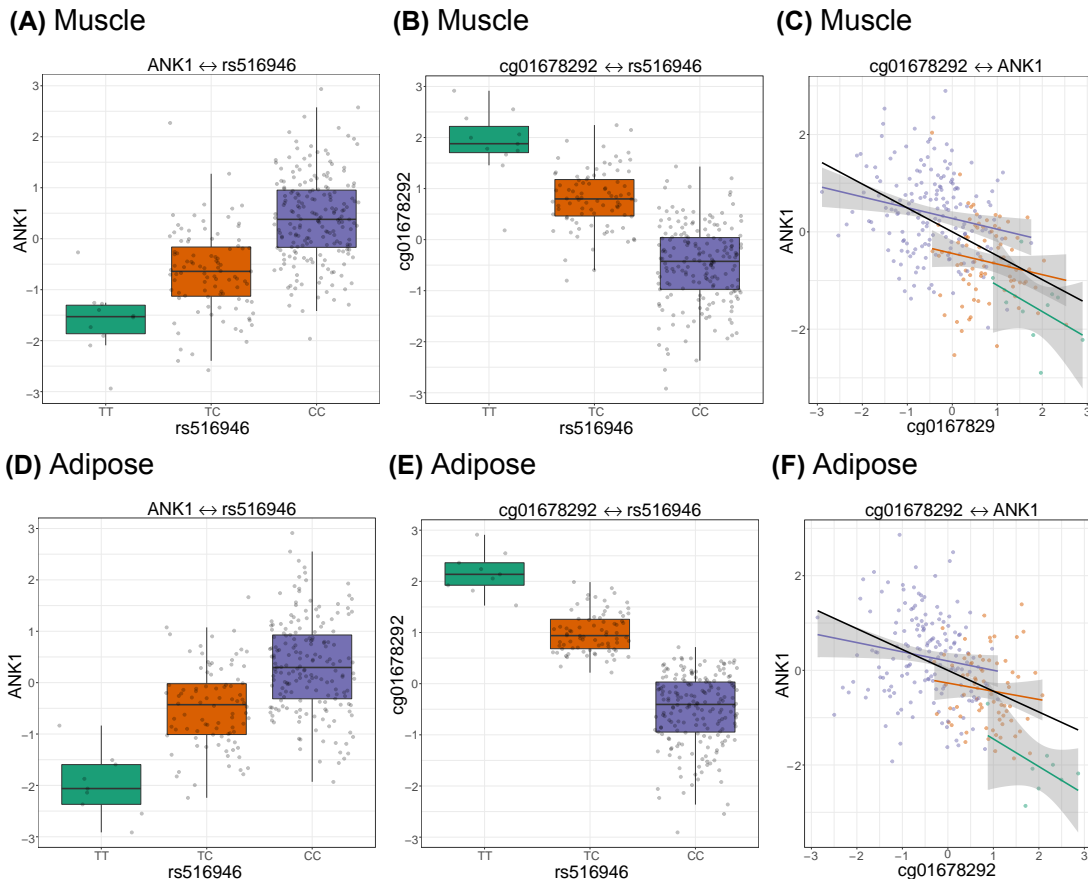 (A) Muscle
ANK1 ↔ rs516946
ANK1
3
2
1
0
−1
−2
−3
TT
TC
CC
rs516946
(B) Muscle
cg01678292 ↔ rs516946
cg01678292
3
2
1
0
−1
−2
−3
TT
TC
CC
rs516946
(C) Muscle
cg01678292 ↔ ANK1
ANK1
2
0
−2
−3
−2
−1
0
1
2
3
cg0167829
(D) Adipose
ANK1 ↔ rs516946
ANK1
3
2
1
0
−1
−2
−3
TT
TC
CC
rs516946
(E) Adipose
cg01678292 ↔ rs516946
cg01678292
3
2
1
0
−1
−2
−3
TT
TC
CC
rs516946
(F) Adipose
cg01678292 ↔ ANK1
ANK1
2
0
−2
−3
−2
−1
0
1
2
3
cg01678292